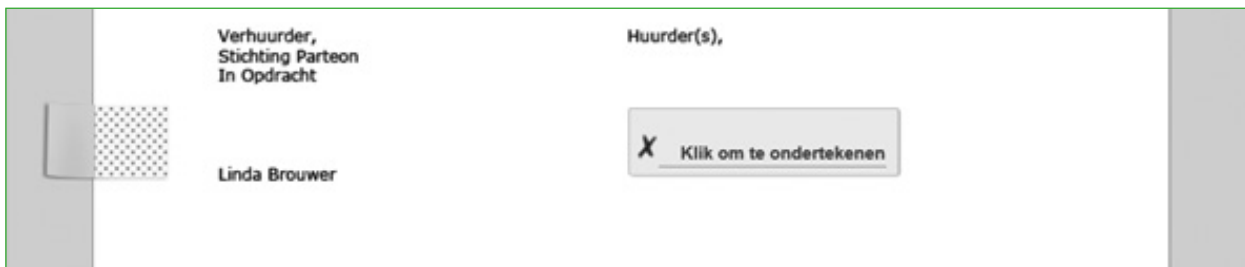 Verhuurder,
Stichting Parteon
In Opdracht
Linda Brouwer
Huurder(s),
X Klik om te ondertekenen